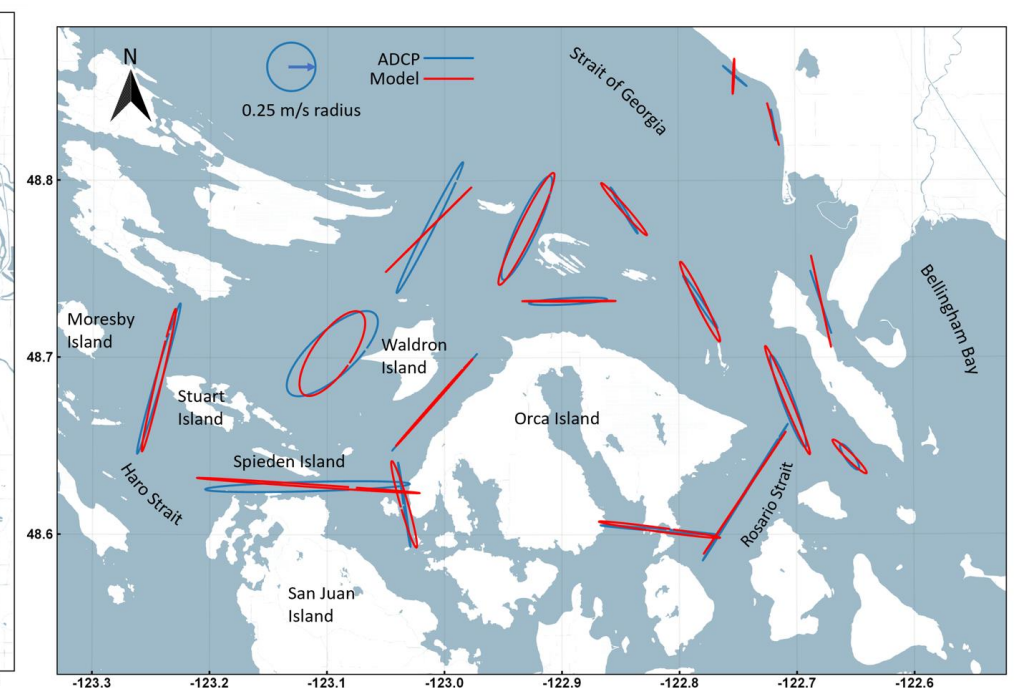 N
ADCP
Model
0.25 m/s radius
Strait of Georgia
48.8
Bellingham Bay
Moresby
Island
48.7
Waldron
Island
Stuart
Island
Orca Island
Spieden Island
Haro Strait
Rosario Strait
48.6
San Juan
Island
-123.3 -123.2 -123.1 -123.0 -122.9 -122.8 -122.7 -122.6